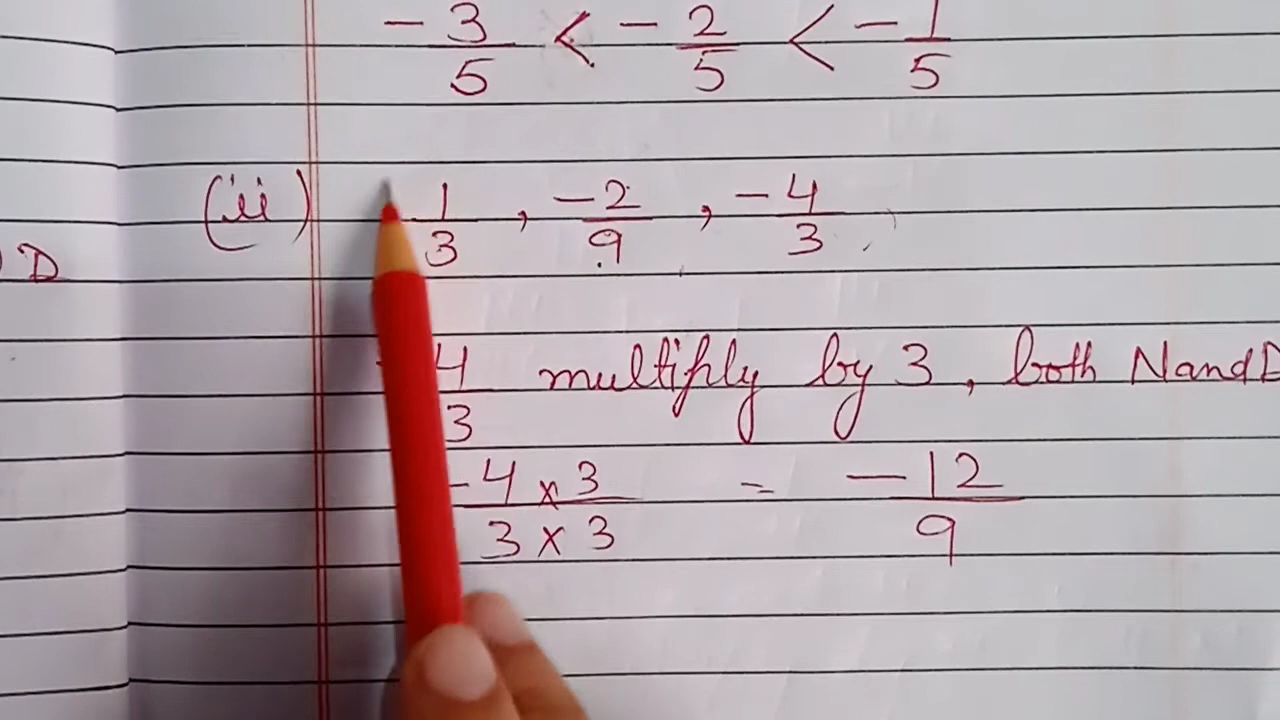 -3/5 < -2/5 < -1/5
(ii) 1/3 , -2/9 , -4/3
D
4/3 multiply by 3, both N and D
-4 × 3 / 3 × 3 = -12/9